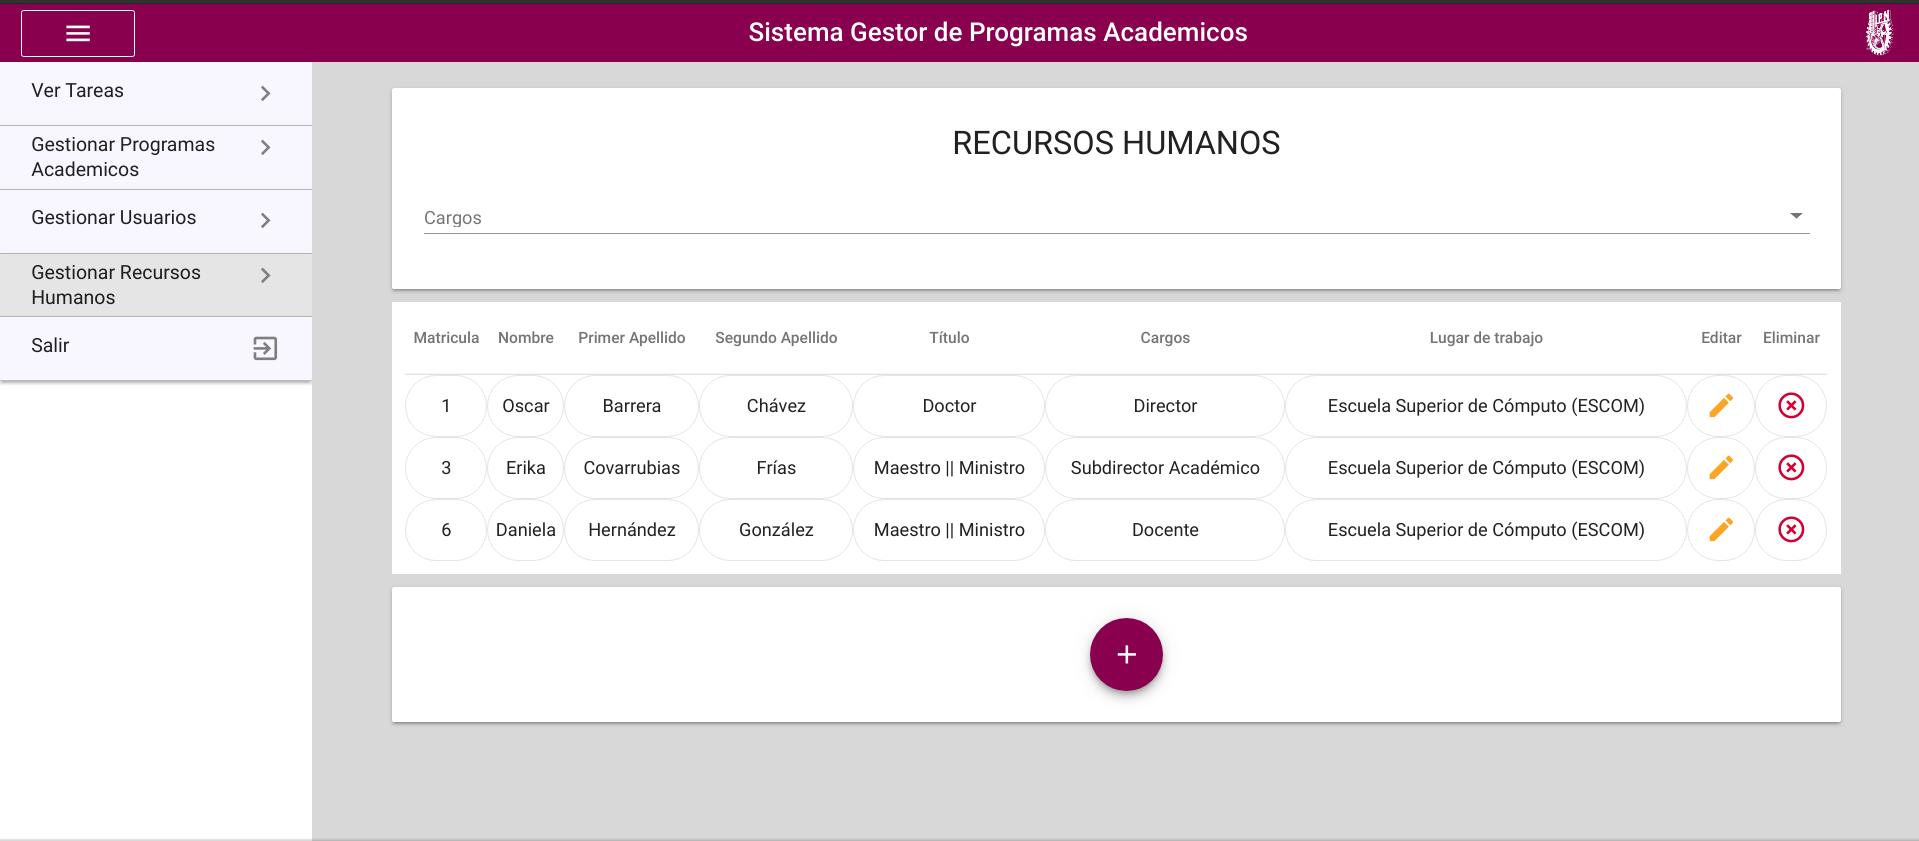 Sistema Gestor de Programas Academicos
Ver Tareas
Gestionar Programas
Academicos
Gestionar Usuarios
Gestionar Recursos
Humanos
Salir
RECURSOS HUMANOS
Cargos
Matricula Nombre Primer Apellido Segundo Apellido Título Cargos Lugar de trabajo Editar Eliminar
1 Oscar Barrera Chávez Doctor Director Escuela Superior de Cómputo (ESCOM)
3 Erika Covarrubias Frías Maestro || Ministro Subdirector Académico Escuela Superior de Cómputo (ESCOM)
6 Daniela Hernández González Maestro || Ministro Docente Escuela Superior de Cómputo (ESCOM)
+